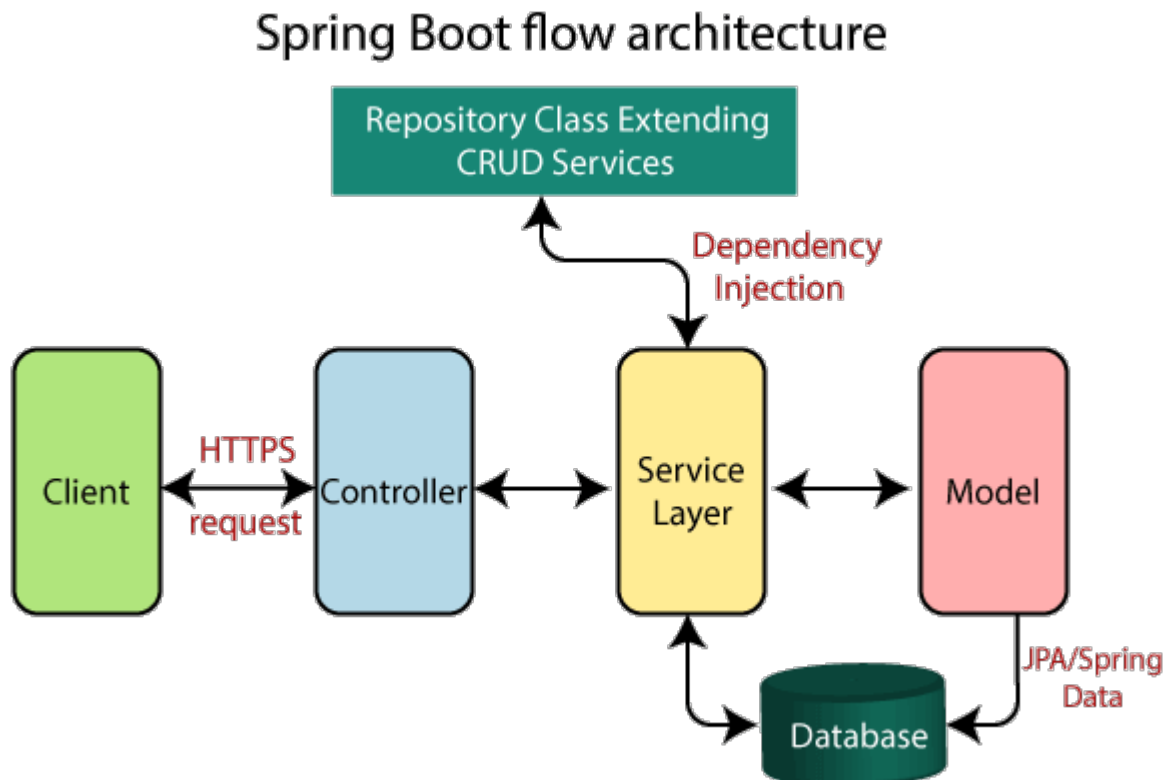 Spring Boot flow architecture
Repository Class Extending
CRUD Services
Dependency
Injection
Client
HTTPS
request
Controller
Service
Layer
Model
JPA/Spring
Data
Database